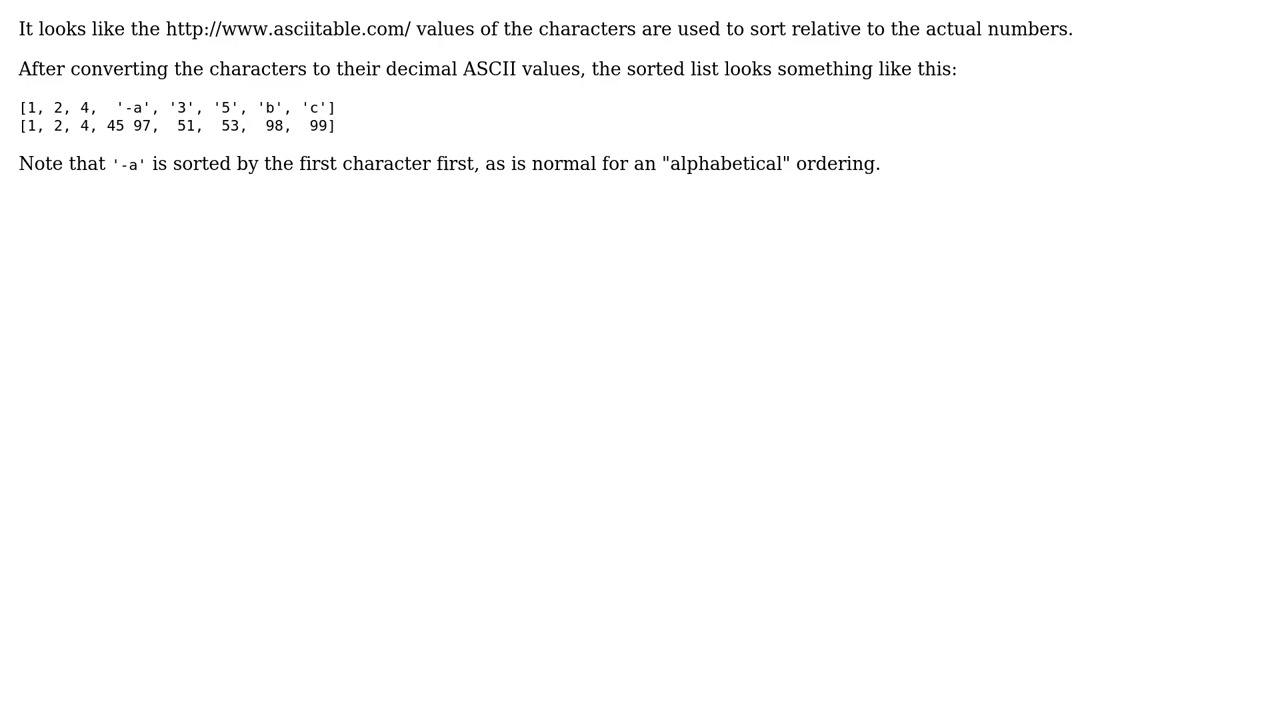 It looks like the http://www.asciitable.com/ values of the characters are used to sort relative to the actual numbers.
After converting the characters to their decimal ASCII values, the sorted list looks something like this:
[1, 2, 4,  '-a', '3', '5', 'b', 'c']
[1, 2, 4, 45 97,  51,  53,  98,  99]
Note that '-a' is sorted by the first character first, as is normal for an "alphabetical" ordering.